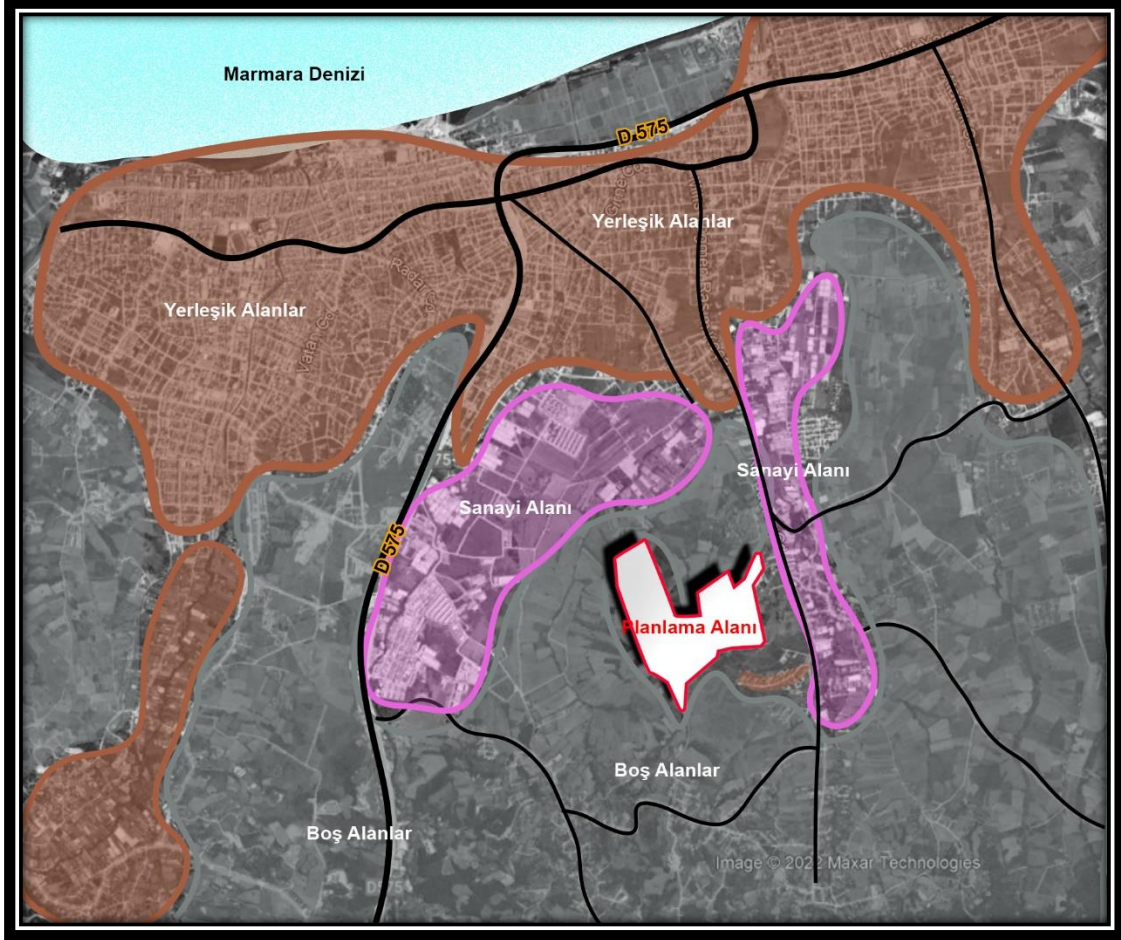 Marmara Denizi
D 575
Yerleşik Alanlar
Yerleşik Alanlar
Sanayi Alanı
Sanayi Alanı
D 575
Planlama Alanı
Boş Alanlar
Boş Alanlar
Image © 2022 Maxar Technologies
D575